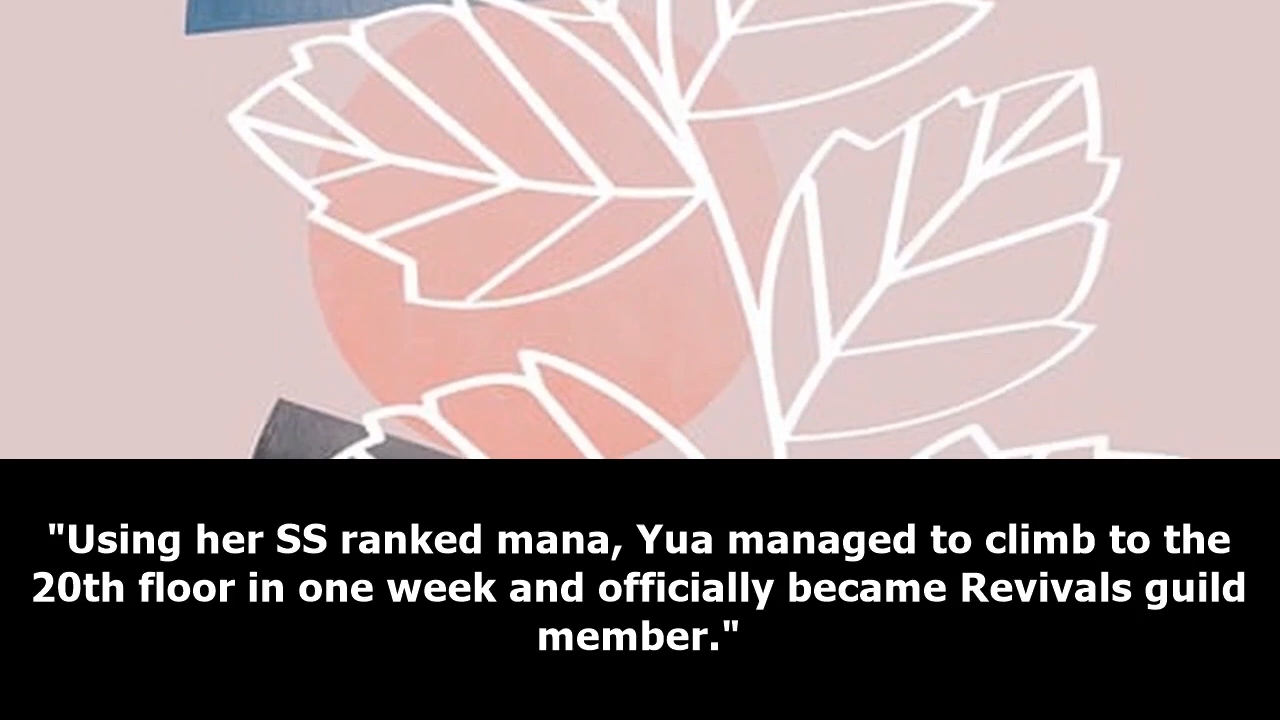 "Using her SS ranked mana, Yua managed to climb to the
20th floor in one week and officially became Revivals guild
member."